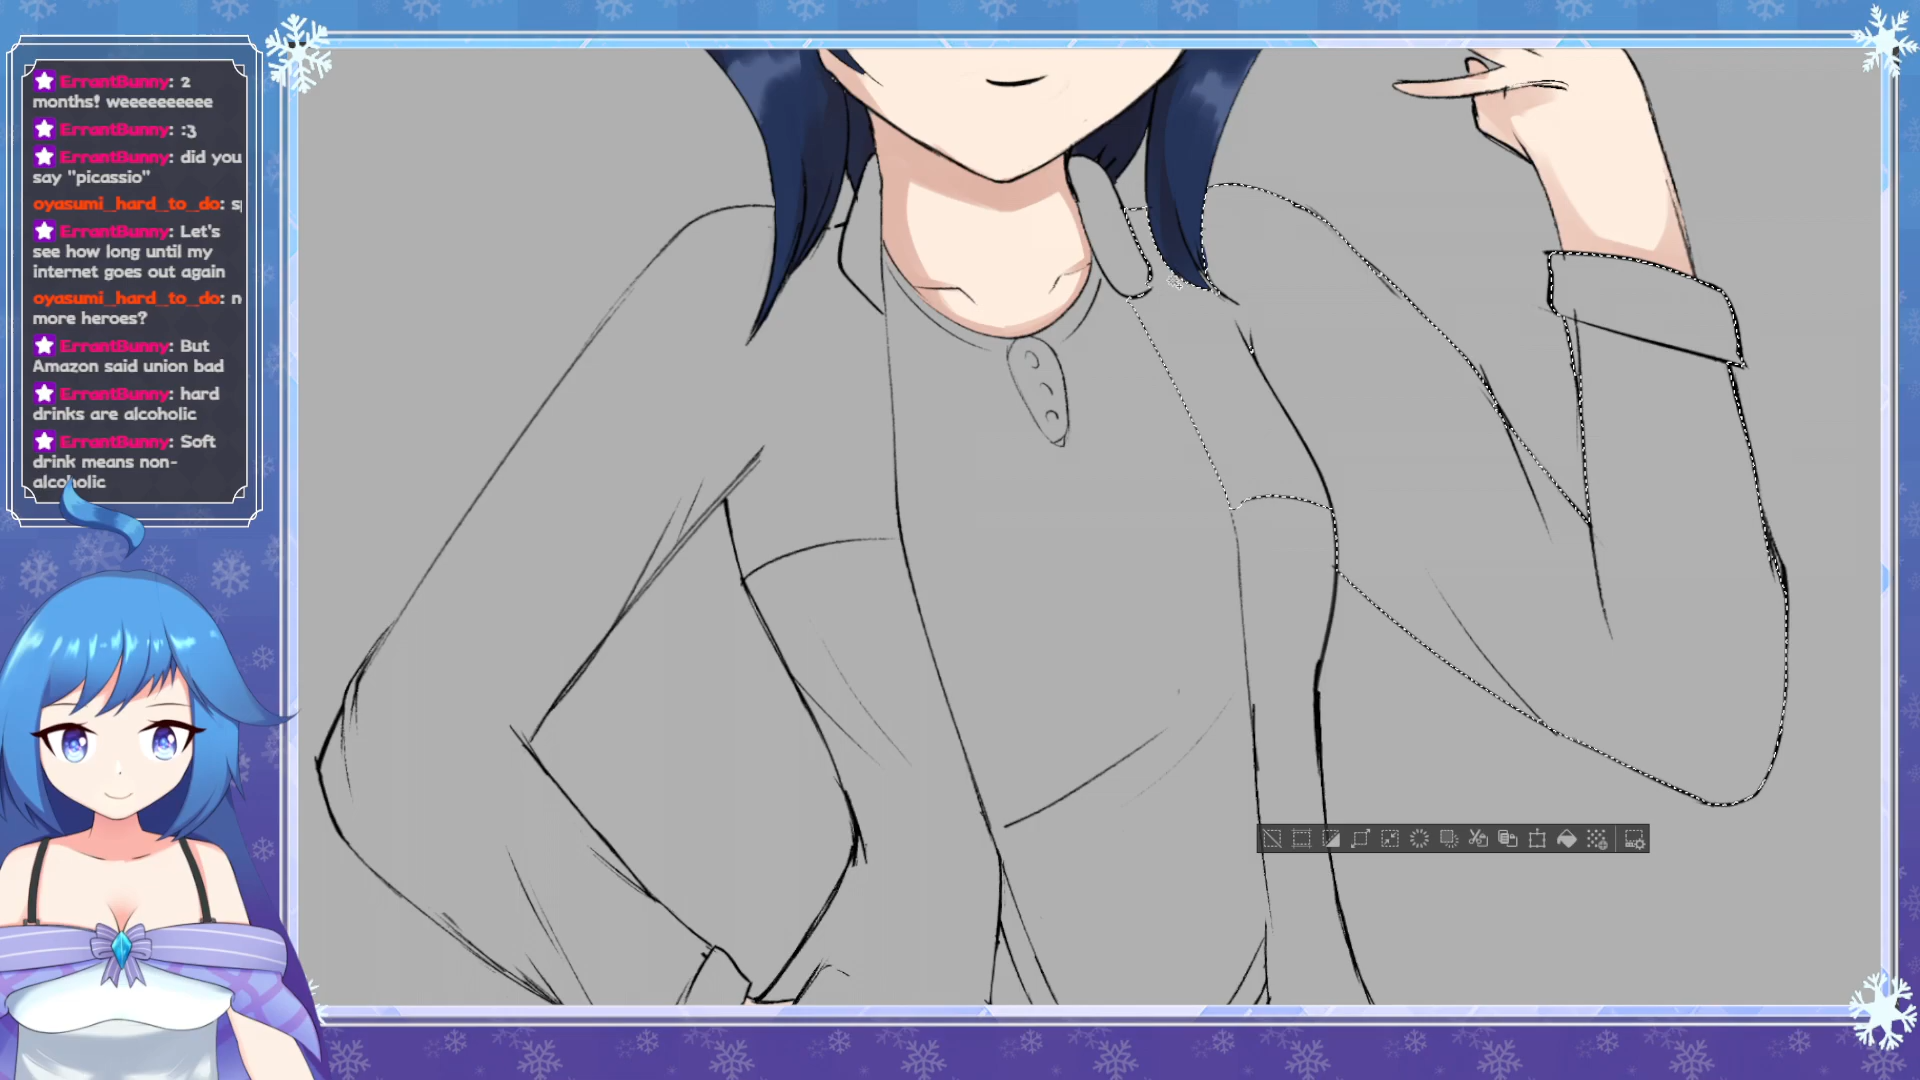 ErrantBunny: 2
months! weeeeeeeeee
ErrantBunny: :3
ErrantBunny: did you
say "picassio"
oyasumi_hard_to_do:
ErrantBunny: Let's
see how long until my
internet goes out again
oyasumi_hard_to_do: n
more heroes?
ErrantBunny: But
Amazon said union bad
ErrantBunny: hard
drinks are alcoholic
ErrantBunny: Soft
drink means non-
alcoholic